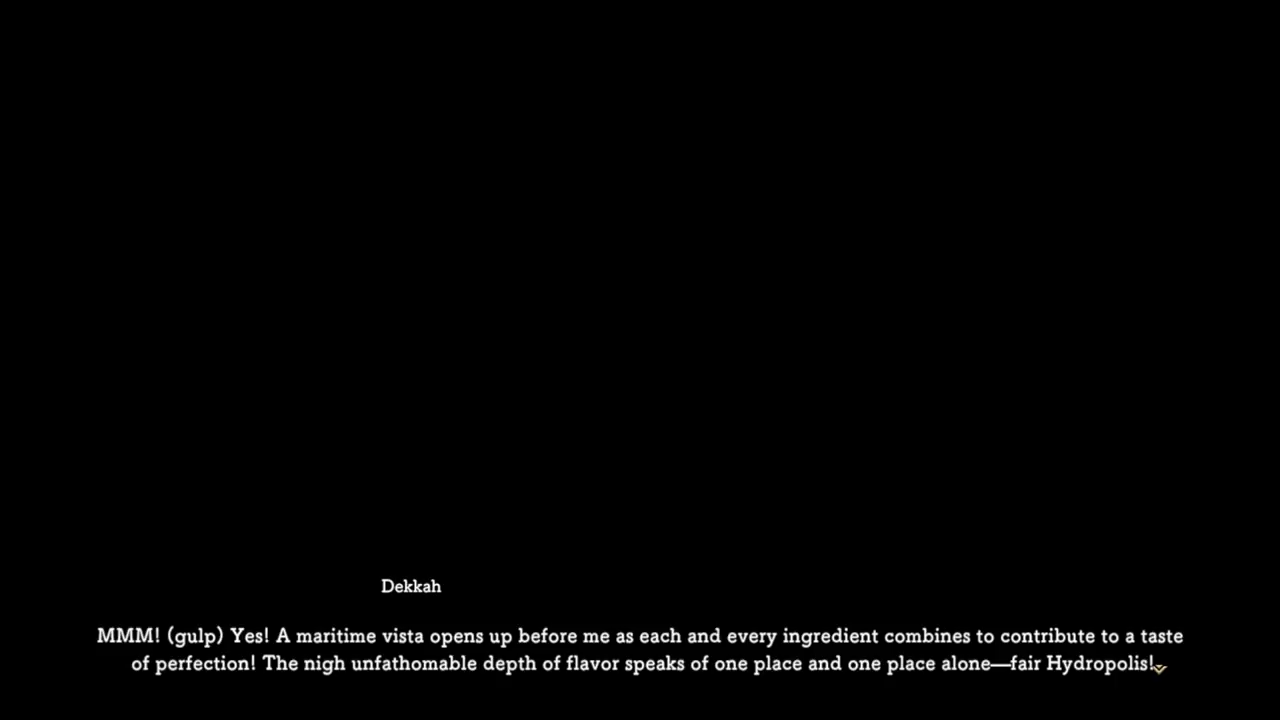 Dekkah
MMM! (gulp) Yes! A maritime vista opens up before me as each and every ingredient combines to contribute to a taste
of perfection! The nigh unfathomable depth of flavor speaks of one place and one place alone—fair Hydropolis!